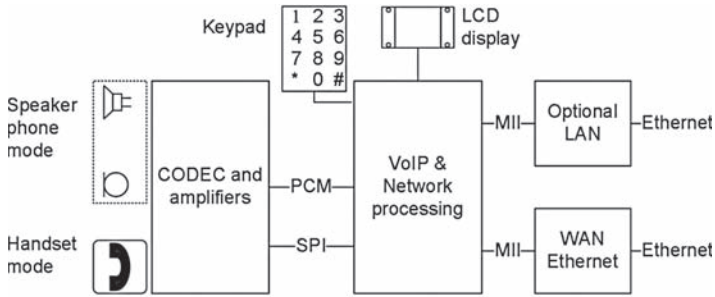 Keypad
1 2 3
4 5 6
7 8 9
* 0 #
LCD
display
Speaker
phone
mode
Handset
mode
CODEC and
amplifiers
PCM
SPI
VoIP &
Network
processing
MII
Optional
LAN
Ethernet
MII
WAN
Ethernet
Ethernet